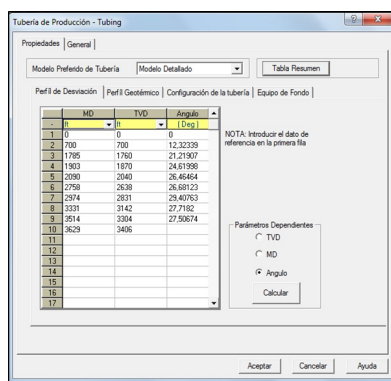 Tubería de Producción - Tubing
Propiedades General
Modelo Preferido de Tubería Modelo Detallado Tabla Resumen
Perfil de Desviación Perfil Geotérmico Configuración de la tubería Equipo de Fondo
MD TVD Angulo
- ft ft (Deg)
1 0 0 0
2 700 700 12,32339
3 1785 1760 21,21907
4 1903 1870 24,61998
5 2090 2040 26,46464
6 2758 2638 26,68123
7 2974 2831 29,40763
8 3331 3142 27,7182
9 3514 3304 27,50674
10 3629 3406
11
12
13
14
15
16
17
NOTA: Introducir el dato de
referencia en la primera fila
Parámetros Dependientes
TVD
MD
Angulo
Calcular
Aceptar Cancelar Ayuda